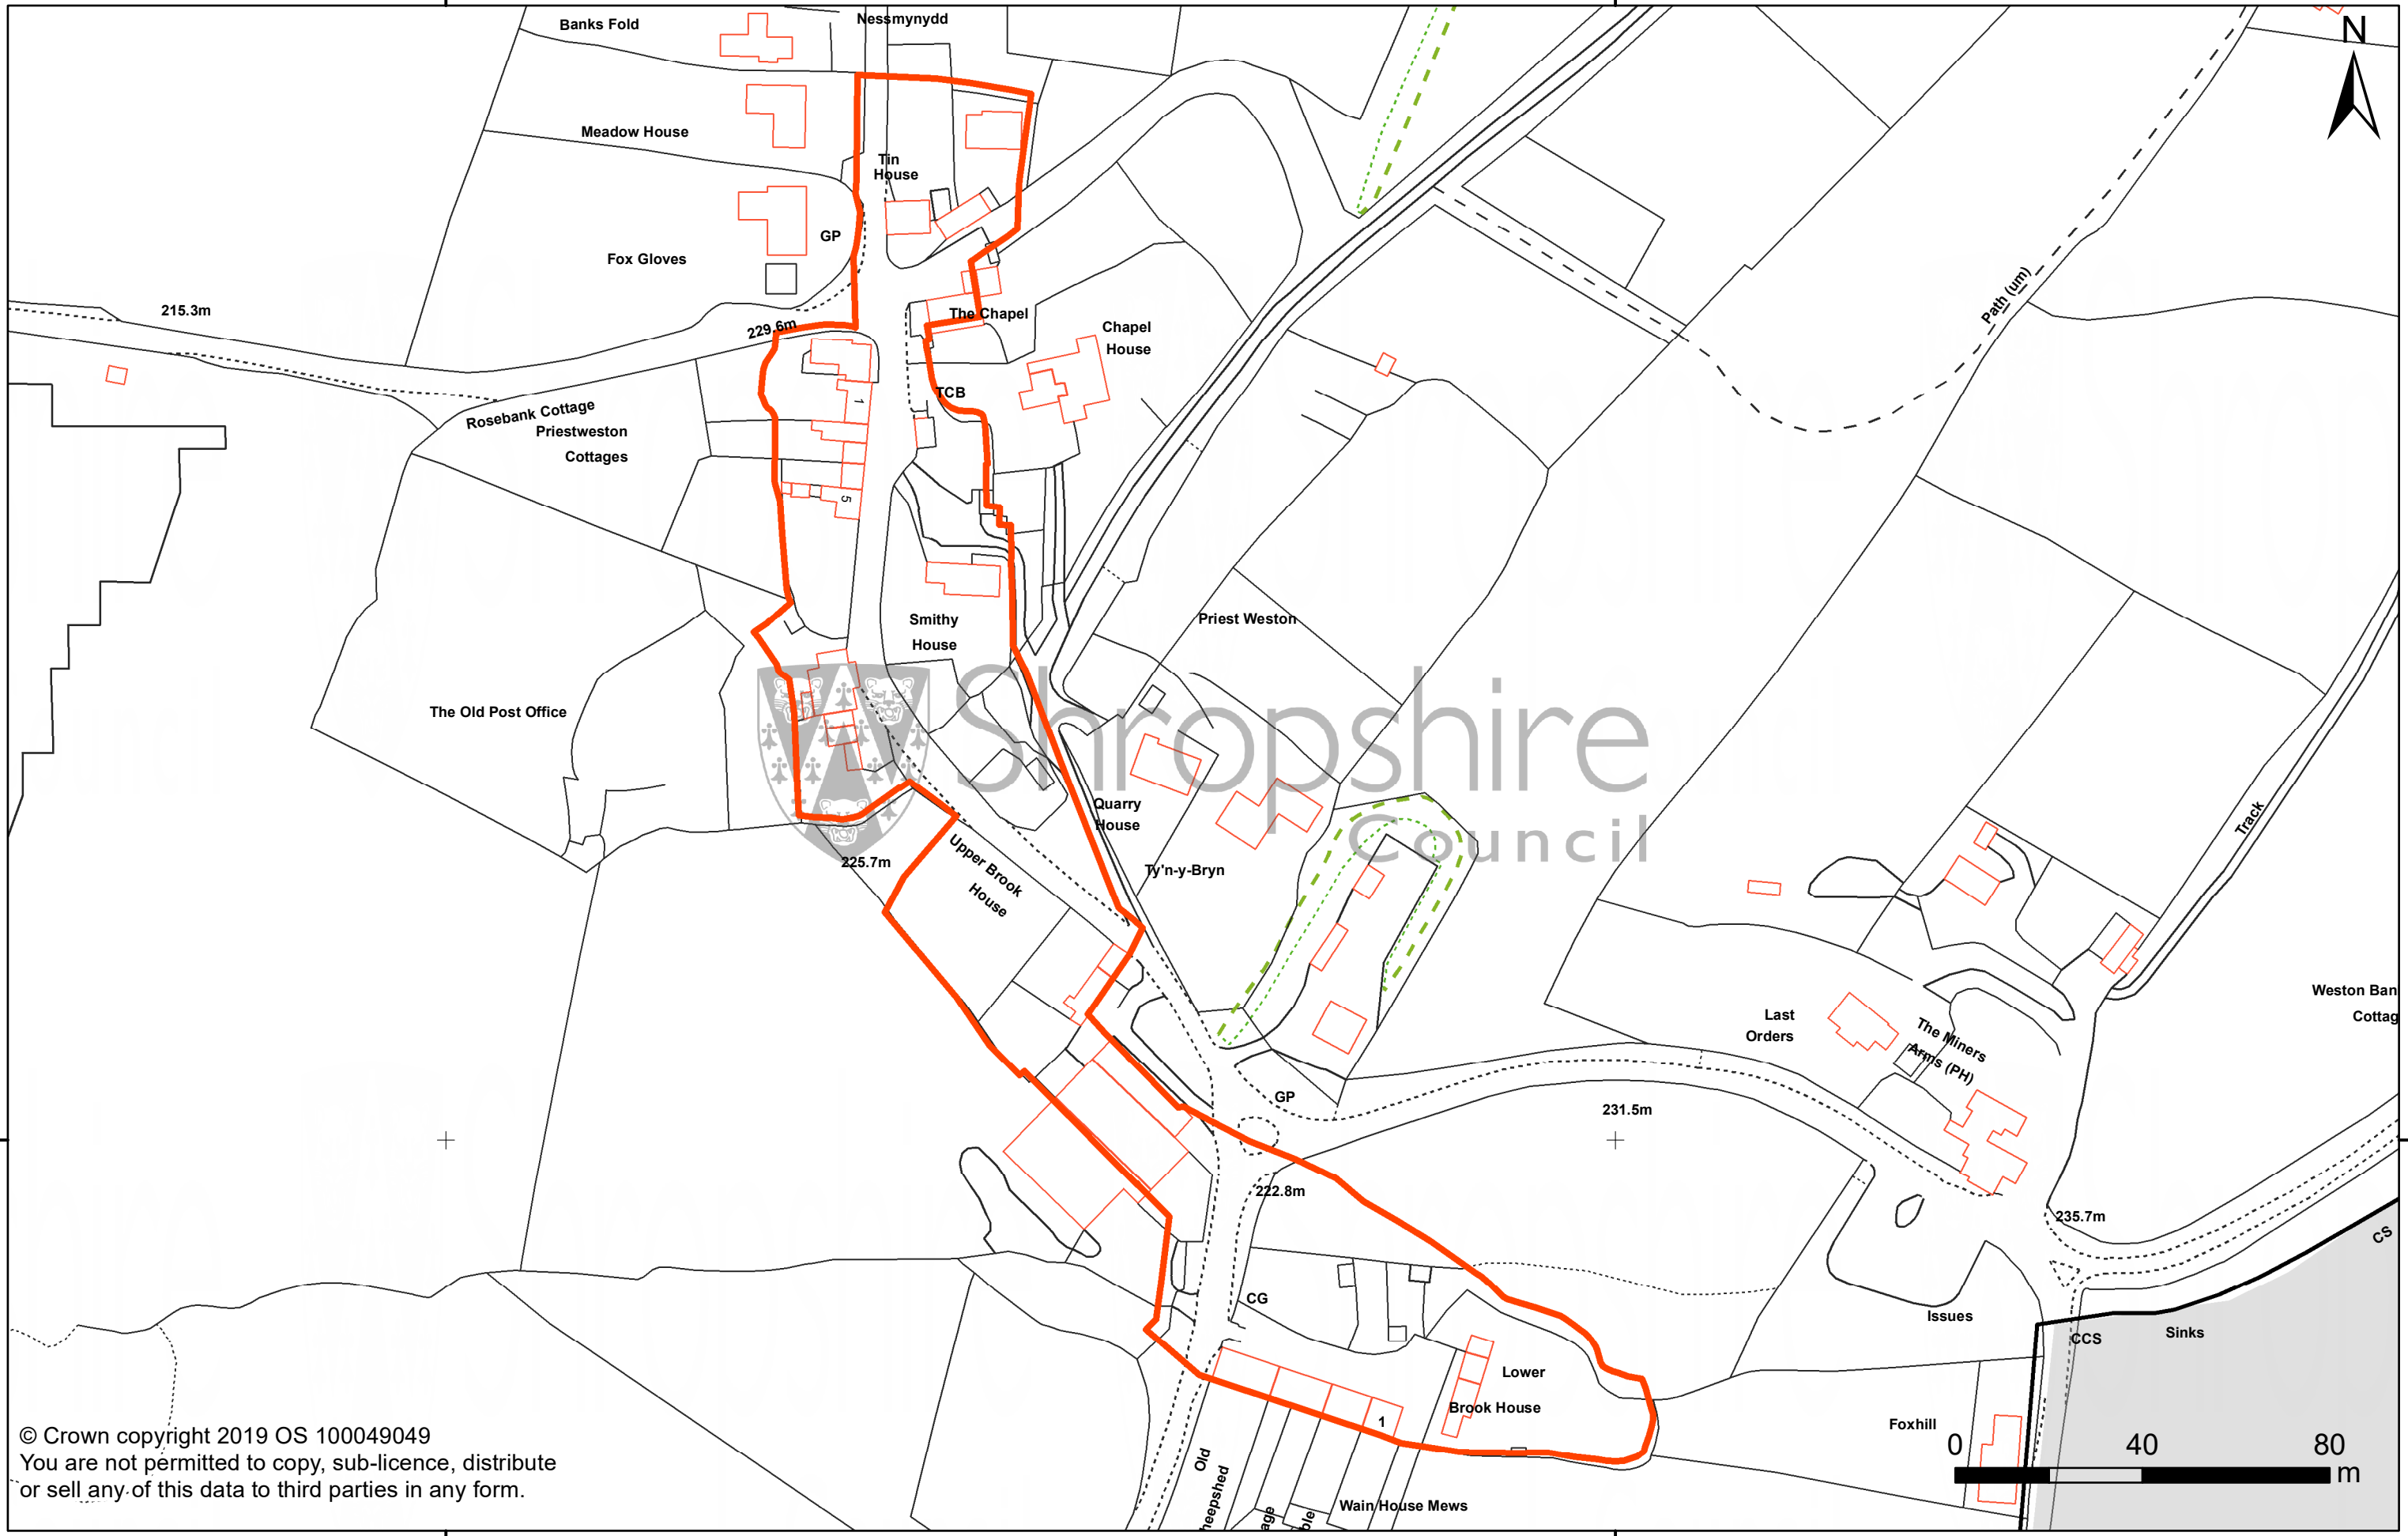 Banks Fold
Nessmynydd
N
Meadow House
Tin
House
GP
Fox Gloves
Path (um)
215.3m
229.6m
The Chapel
Chapel
House
TCB
1
Rosebank Cottage
Priestweston
Cottages
5
Smithy
House
Priest Weston
The Old Post Office
Shropshire
Council
Quarry
House
Track
Upper Brook
House
225.7m
Ty'n-y-Bryn
Weston Ban
Cottag
Last
Orders
The Miners
Arms (PH)
GP
231.5m
222.8m
235.7m
CS
CG
Issues
CCS
Sinks
Lower
Brook House
1
Foxhill
Old
heepshed
age
ble
Wain House Mews
© Crown copyright 2019 OS 100049049
You are not permitted to copy, sub-licence, distribute
or sell any of this data to third parties in any form.
0 40 80
m